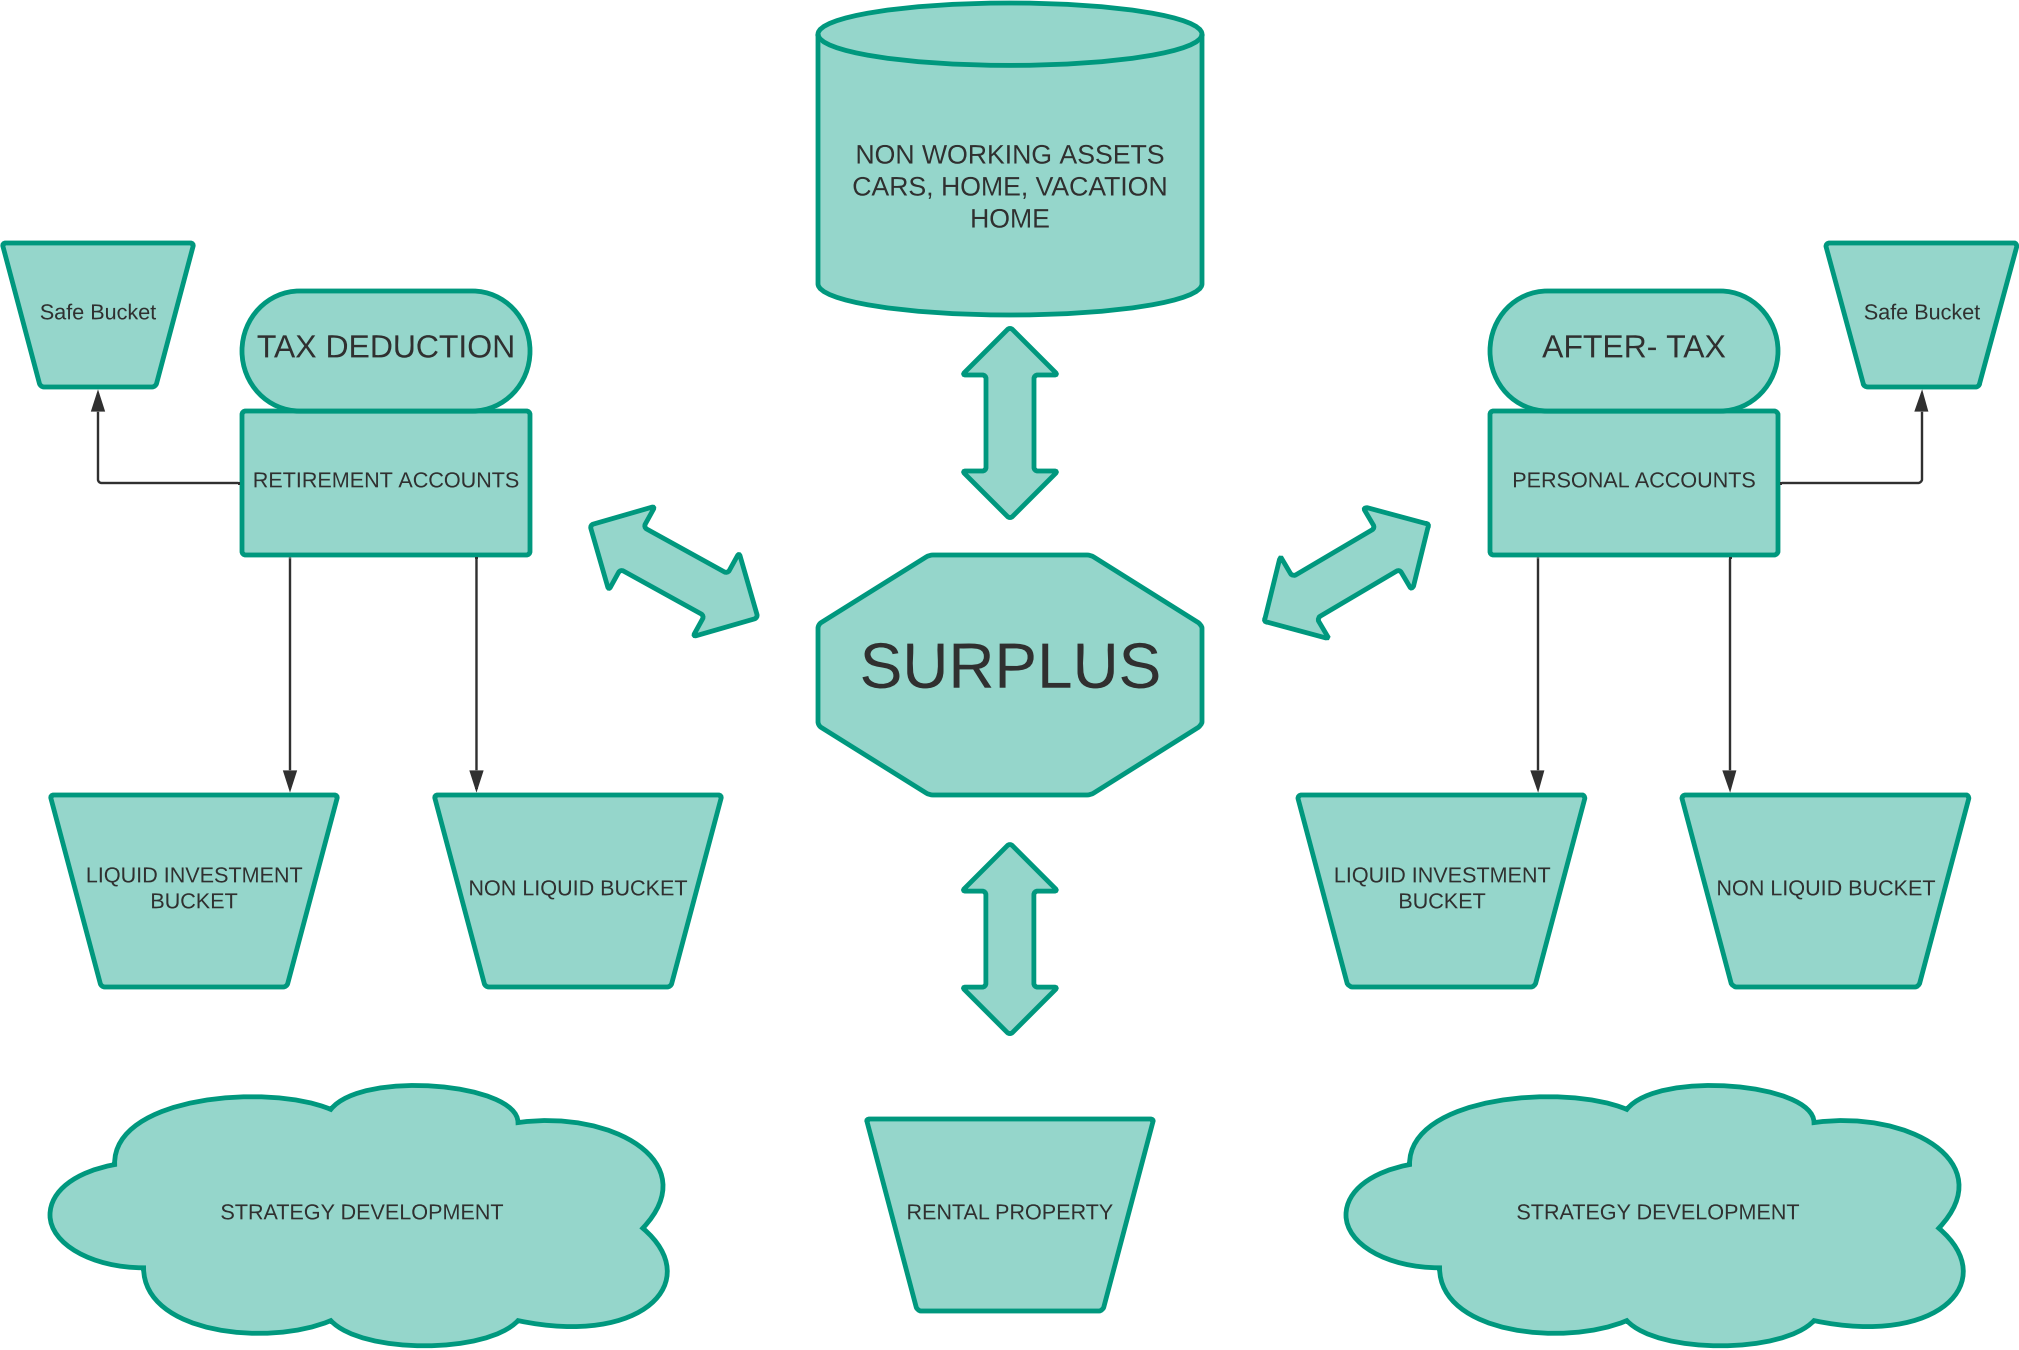 NON WORKING ASSETS
CARS, HOME, VACATION
HOME
Safe Bucket
TAX DEDUCTION
RETIREMENT ACCOUNTS
AFTER- TAX
Safe Bucket
PERSONAL ACCOUNTS
SURPLUS
LIQUID INVESTMENT
BUCKET
NON LIQUID BUCKET
LIQUID INVESTMENT
BUCKET
NON LIQUID BUCKET
STRATEGY DEVELOPMENT
RENTAL PROPERTY
STRATEGY DEVELOPMENT